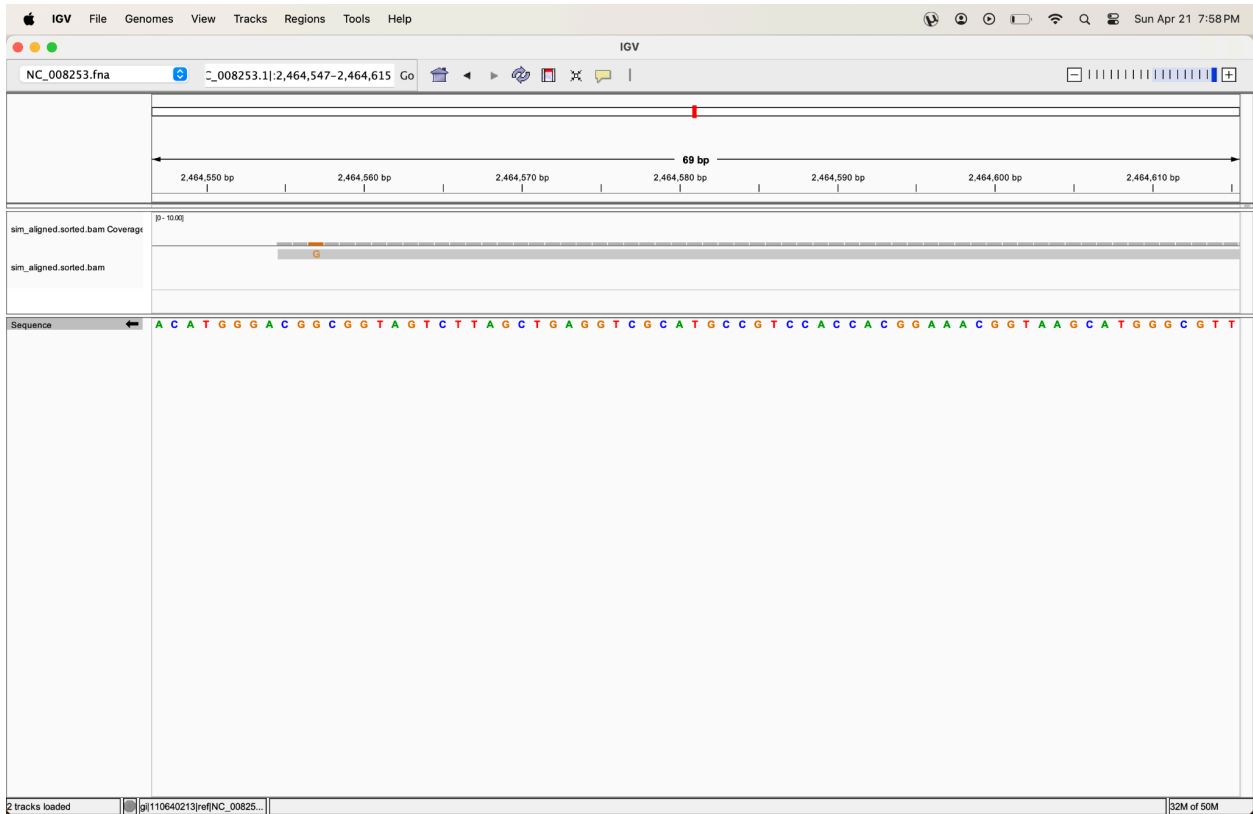 IGV File Genomes View Tracks Regions Tools Help Sun Apr 21 7:58 PM
IGV
NC_008253.fna C_008253.1|:2,464,547-2,464,615 Go
69 bp
2,464,550 bp 2,464,560 bp 2,464,570 bp 2,464,580 bp 2,464,590 bp 2,464,600 bp 2,464,610 bp
[0 - 10.00]
sim_aligned.sorted.bam Coverage
G
sim_aligned.sorted.bam
Sequence A C A T G G G A C G G C G G T A G T C T T A G C T G A G G T C G C A T G C C G T C C A C C A C G G A A A C G G T A A G C A T G G G C G T T
2 tracks loaded gi|110640213|ref|NC_00825... 32M of 50M